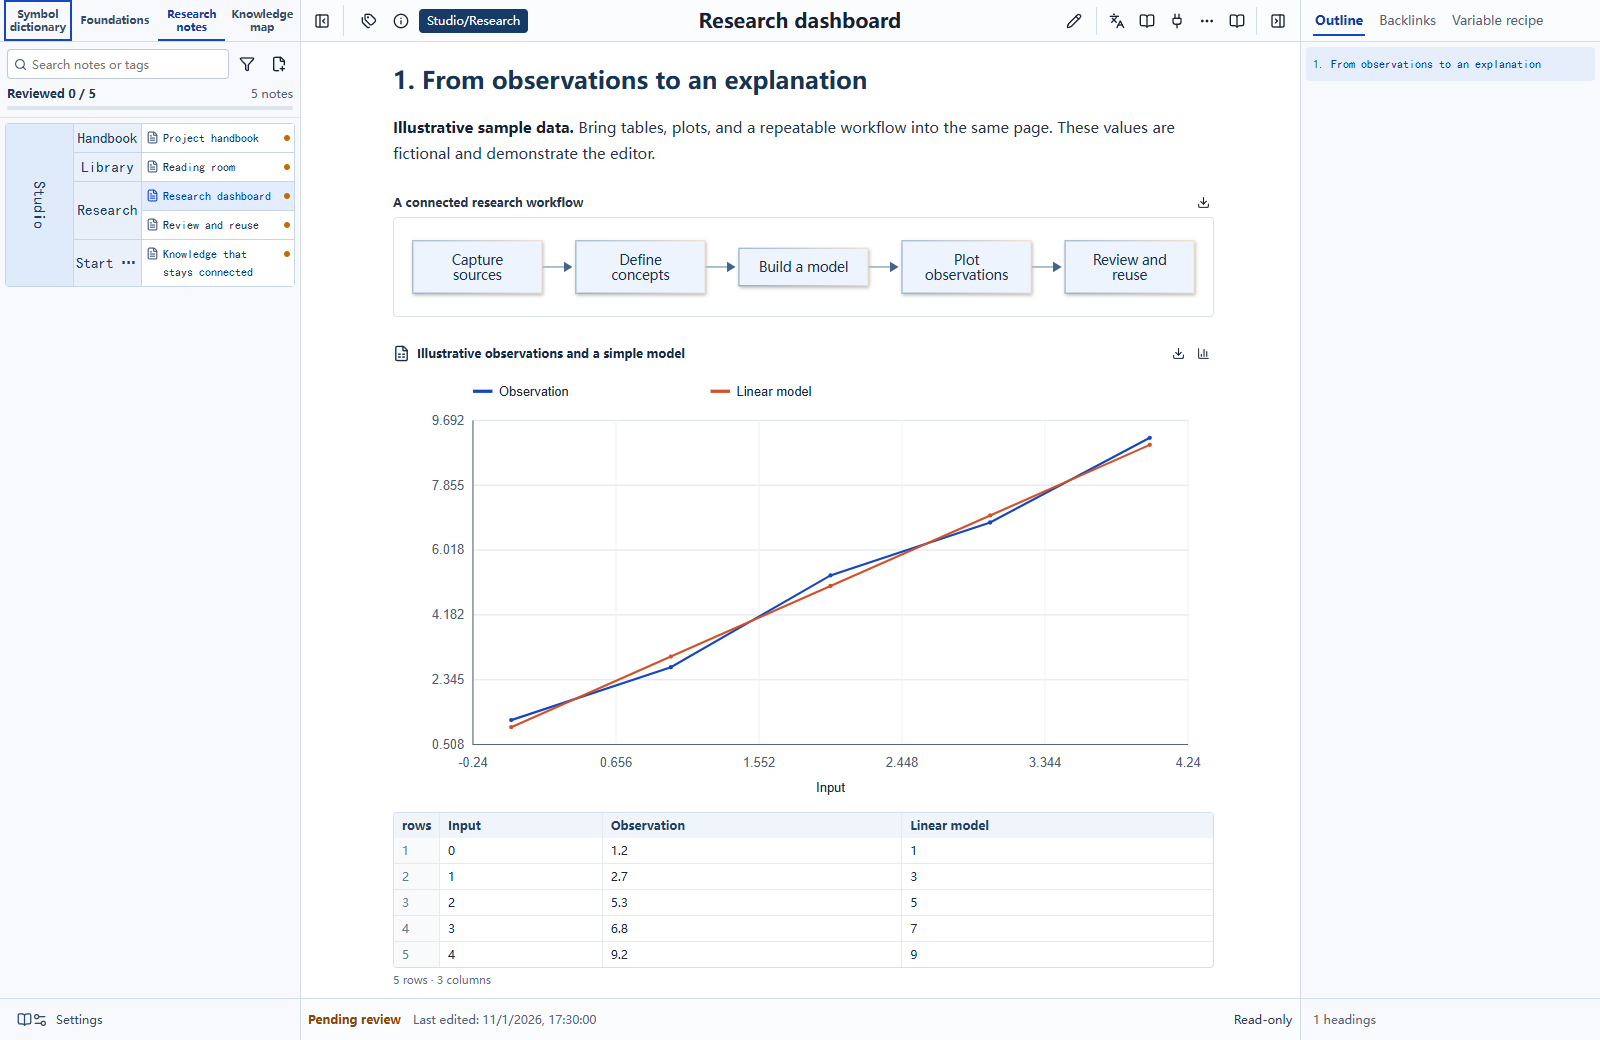 Symbol dictionary
Foundations
Research notes
Knowledge map
Search notes or tags
Reviewed 0 / 5
5 notes
Studio
Handbook
Project handbook
Library
Reading room
Research
Research dashboard
Review and reuse
Start ···
Knowledge that
stays connected
Settings
Studio/Research
Research dashboard
1. From observations to an explanation
Illustrative sample data. Bring tables, plots, and a repeatable workflow into the same page. These values are
fictional and demonstrate the editor.
A connected research workflow
Capture
sources
Define
concepts
Build a model
Plot
observations
Review and
reuse
Illustrative observations and a simple model
Observation
Linear model
9.692
7.855
6.018
4.182
2.345
0.508
-0.24 0.656 1.552 2.448 3.344 4.24
Input
rows Input Observation Linear model
1 0 1.2 1
2 1 2.7 3
3 2 5.3 5
4 3 6.8 7
5 4 9.2 9
5 rows · 3 columns
Pending review
Last edited: 11/1/2026, 17:30:00
Read-only
Outline
Backlinks
Variable recipe
1. From observations to an explanation
1 headings